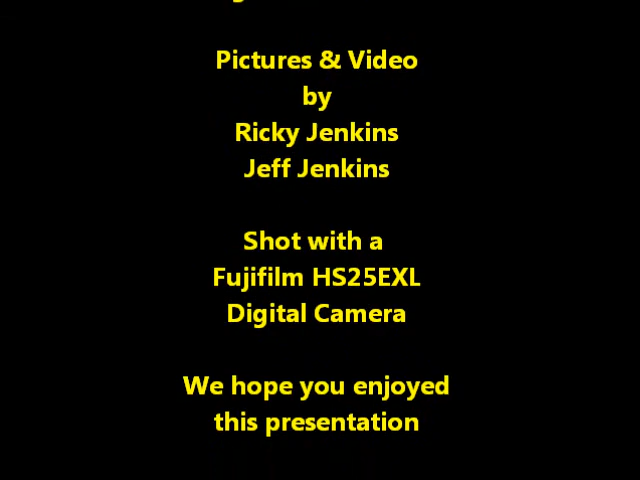 Pictures & Video
by
Ricky Jenkins
Jeff Jenkins
Shot with a
Fujifilm HS25EXL
Digital Camera
We hope you enjoyed
this presentation